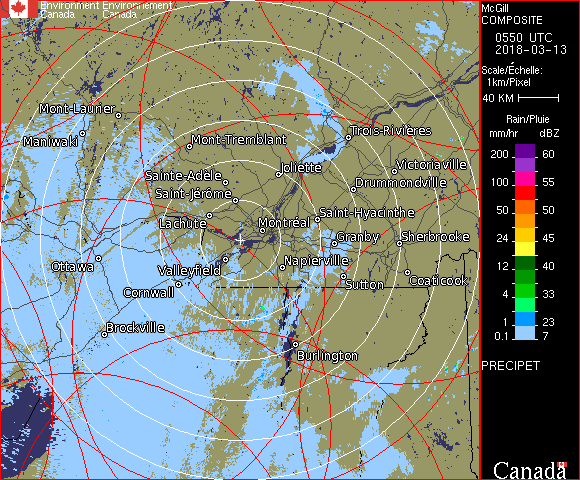 Environment Environnement
Canada Canada
McGill
COMPOSITE
0550 UTC
2018-03-13
Scale/Échelle:
1km/Pixel
40 KM
Rain/Pluie
mm/hr dBZ
200 60
100 55
50 50
24 45
12 40
4 33
1 23
0.1 7
PRECIPET
Canada
Mont-Laurier
Maniwaki
Mont-Tremblant
Trois-Rivières
Joliette
Victoriaville
Sainte-Adèle
Drummondville
Saint-Jérôme
Lachute
Saint-Hyacinthe
Montréal
Granby
Sherbrooke
Ottawa
Valleyfield
Napierville
Cornwall
Sutton
Coaticook
Brockville
Burlington